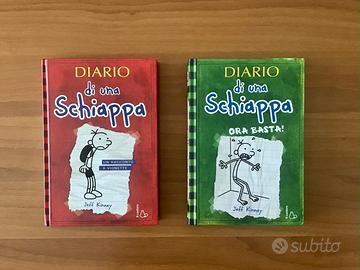 DIARIO
di una
Schiappa
UN RACCONTO
A VIGNETTE
Jeff Kinney
DIARIO
di una
Schiappa
ORA BASTA!
Jeff Kinney
subito